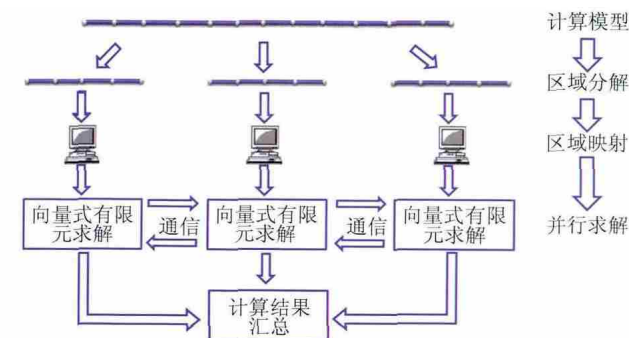 计算模型
区域分解
区域映射
向量式有限
元求解
通信
向量式有限
元求解
通信
向量式有限
元求解
并行求解
计算结果
汇总